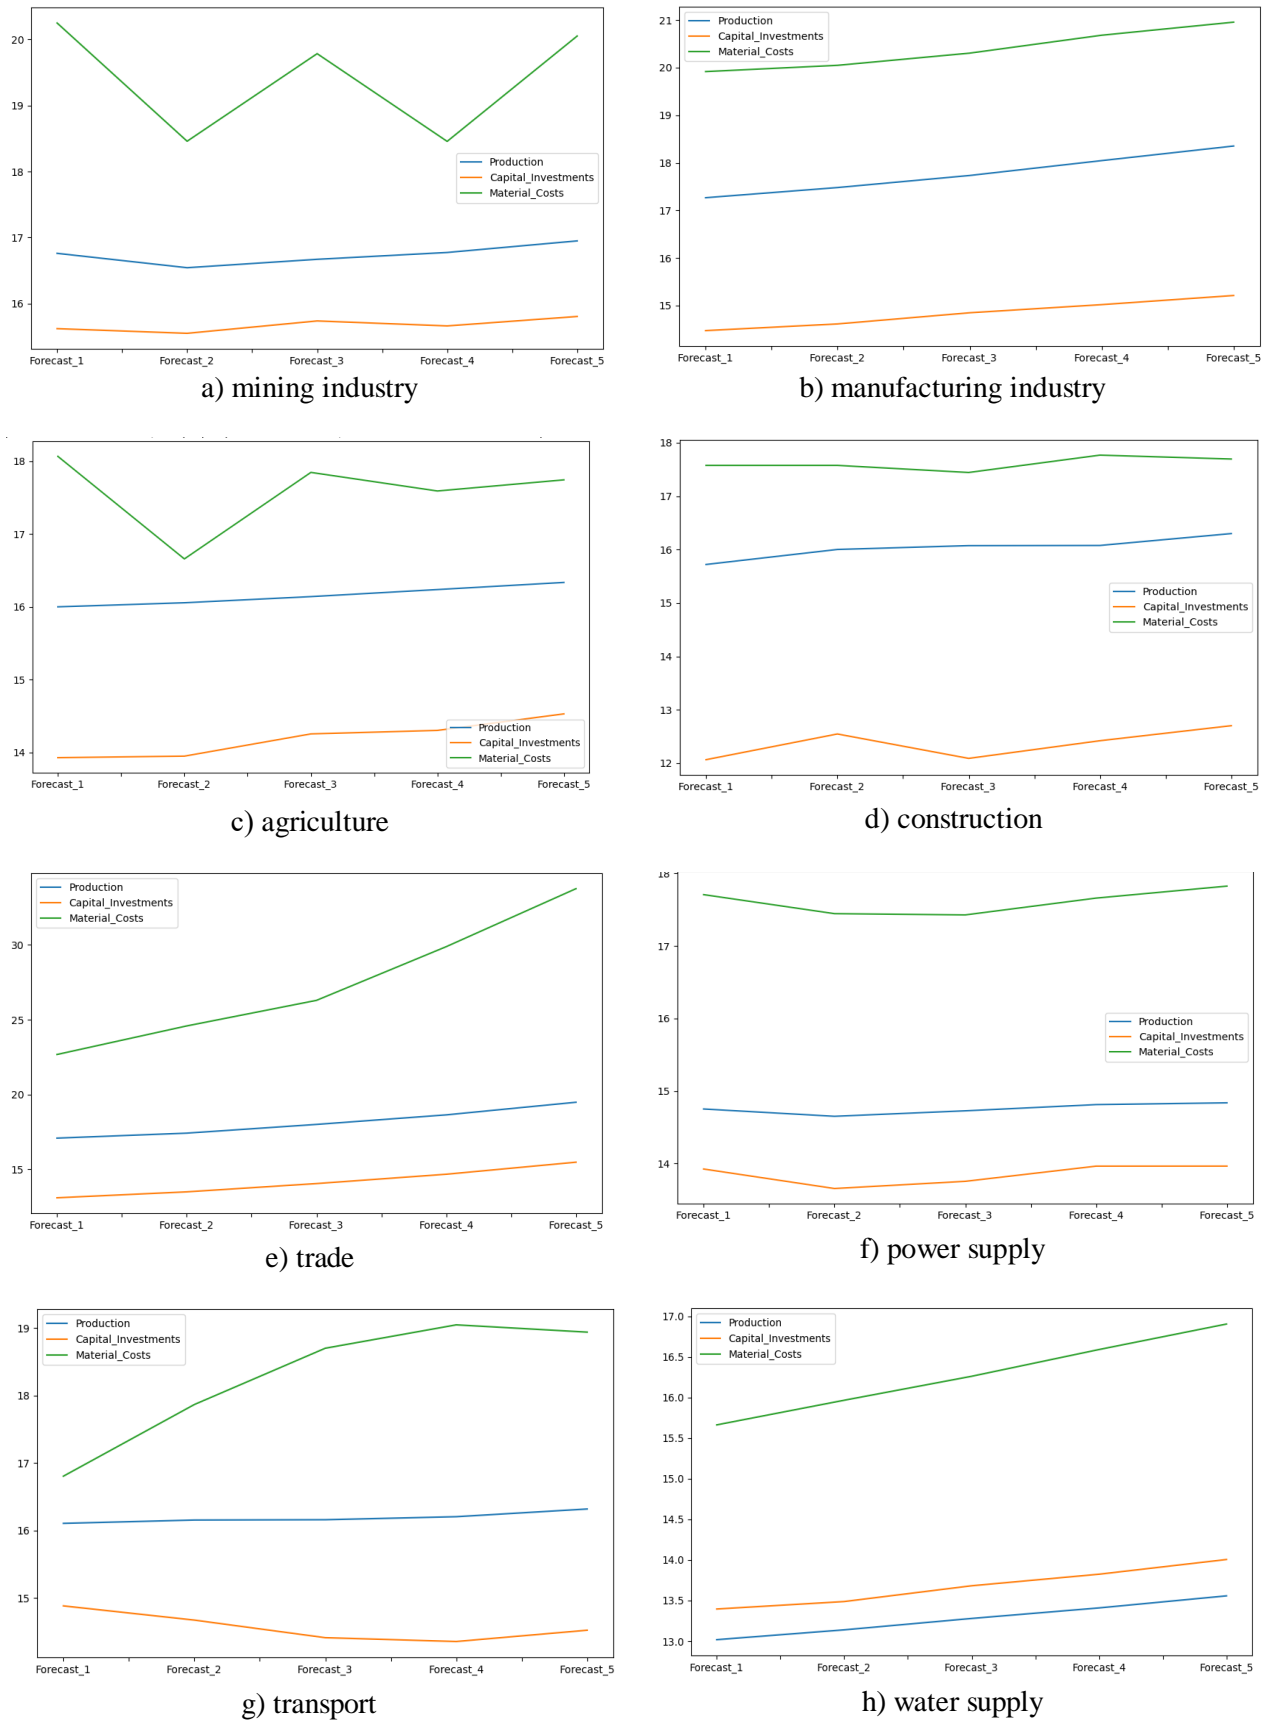 20
19
18
17
16
Production
Capital_Investments
Material_Costs
Forecast_1 Forecast_2 Forecast_3 Forecast_4 Forecast_5
a) mining industry
21
20
19
18
17
16
15
Production
Capital_Investments
Material_Costs
Forecast_1 Forecast_2 Forecast_3 Forecast_4 Forecast_5
b) manufacturing industry
18
17
16
15
14
Production
Capital_Investments
Material_Costs
Forecast_1 Forecast_2 Forecast_3 Forecast_4 Forecast_5
c) agriculture
18
17
16
15
14
13
12
Production
Capital_Investments
Material_Costs
Forecast_1 Forecast_2 Forecast_3 Forecast_4 Forecast_5
d) construction
Production
Capital_Investments
Material_Costs
30
25
20
15
Forecast_1 Forecast_2 Forecast_3 Forecast_4 Forecast_5
e) trade
18
17
16
15
14
Production
Capital_Investments
Material_Costs
Forecast_1 Forecast_2 Forecast_3 Forecast_4 Forecast_5
f) power supply
19
18
17
16
15
Production
Capital_Investments
Material_Costs
Forecast_1 Forecast_2 Forecast_3 Forecast_4 Forecast_5
g) transport
17.0
16.5
16.0
15.5
15.0
14.5
14.0
13.5
13.0
Production
Capital_Investments
Material_Costs
Forecast_1 Forecast_2 Forecast_3 Forecast_4 Forecast_5
h) water supply